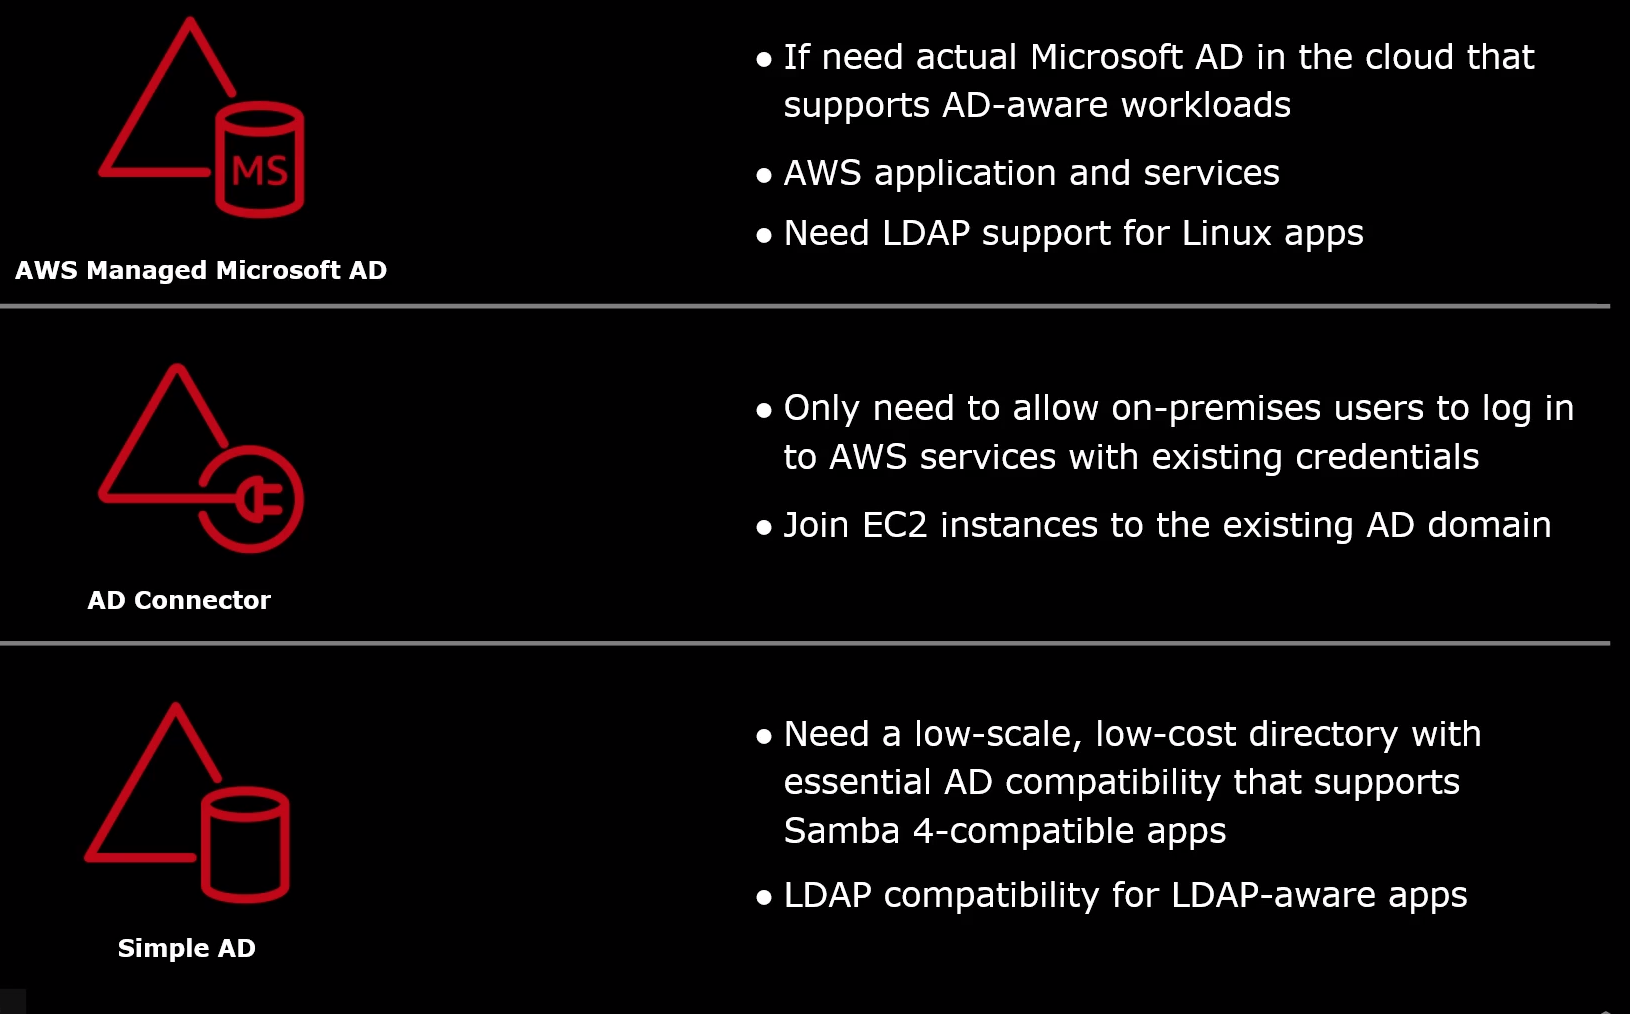 MS
AWS Managed Microsoft AD
● If need actual Microsoft AD in the cloud that
supports AD-aware workloads
● AWS application and services
● Need LDAP support for Linux apps
AD Connector
● Only need to allow on-premises users to log in
to AWS services with existing credentials
● Join EC2 instances to the existing AD domain
Simple AD
● Need a low-scale, low-cost directory with
essential AD compatibility that supports
Samba 4-compatible apps
● LDAP compatibility for LDAP-aware apps